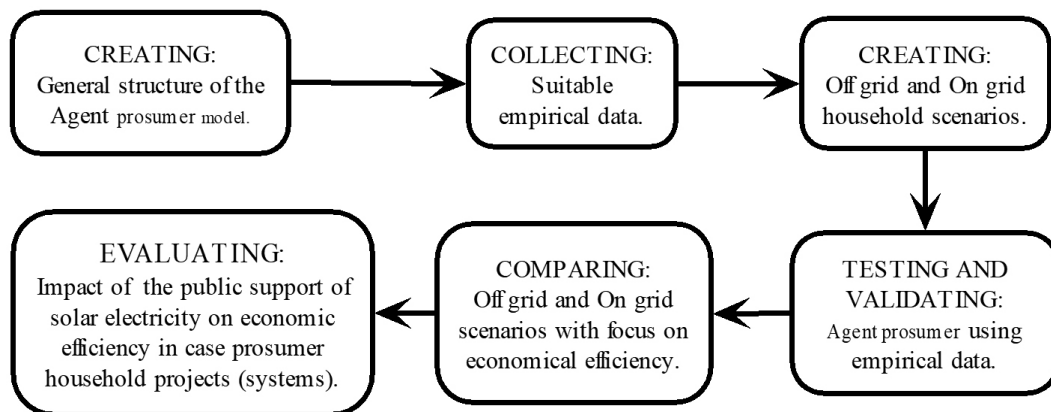 CREATING:
General structure of the
Agent prosumer model.
COLLECTING:
Suitable
empirical data.
CREATING:
Off grid and On grid
household scenarios.
TESTING AND
VALIDATING:
Agent prosumer using
empirical data.
COMPARING:
Off grid and On grid
scenarios with focus on
economical efficiency.
EVALUATING:
Impact of the public support of
solar electricity on economic
efficiency in case prosumer
household projects (systems).